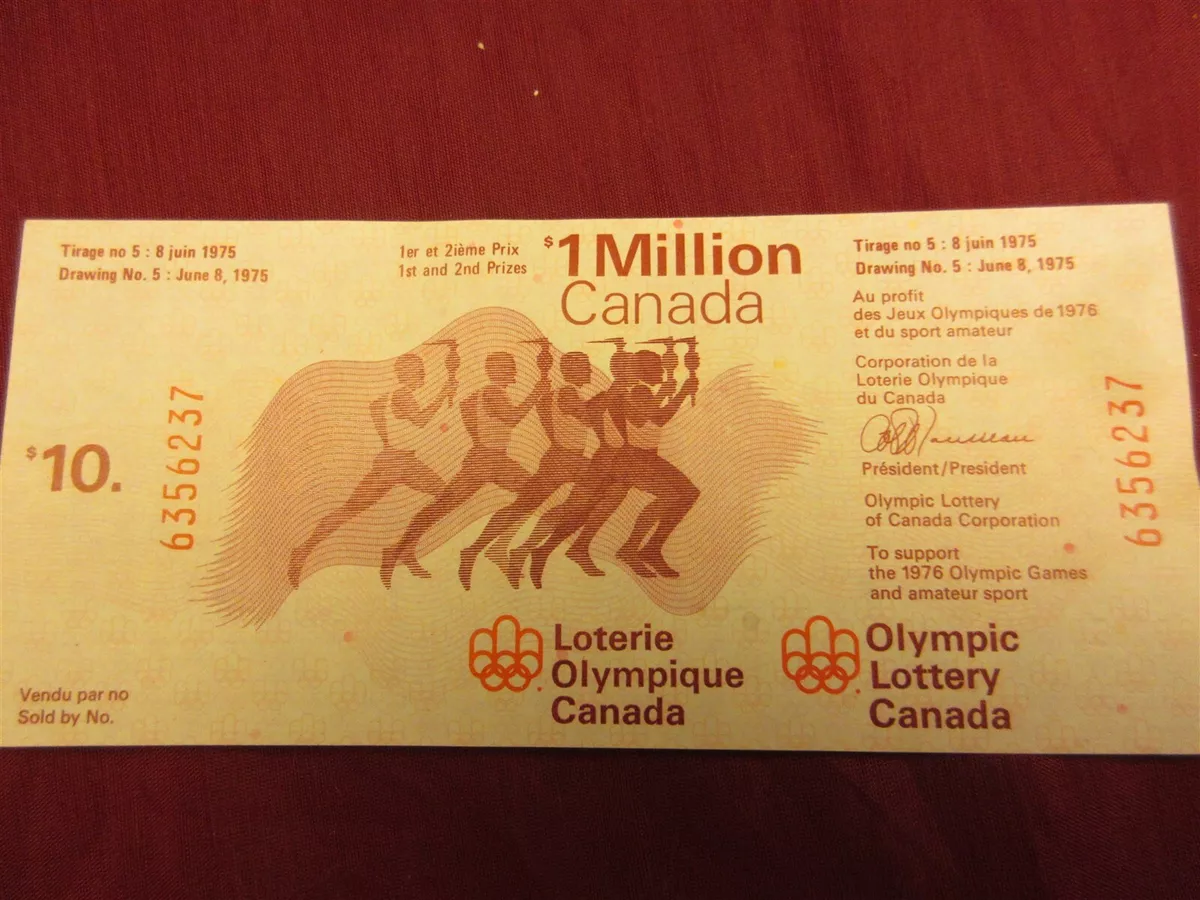 Tirage no 5 : 8 juin 1975
Drawing No. 5 : June 8, 1975
1er et 2ième Prix
1st and 2nd Prizes
$1 Million
Canada
Tirage no 5 : 8 juin 1975
Drawing No. 5 : June 8, 1975
Au profit
des Jeux Olympiques de 1976
et du sport amateur
Corporation de la
Loterie Olympique
du Canada
Président/President
Olympic Lottery
of Canada Corporation
To support
the 1976 Olympic Games
and amateur sport
$10.
6356237
6356237
Loterie
Olympique
Canada
Olympic
Lottery
Canada
Vendu par no
Sold by No.